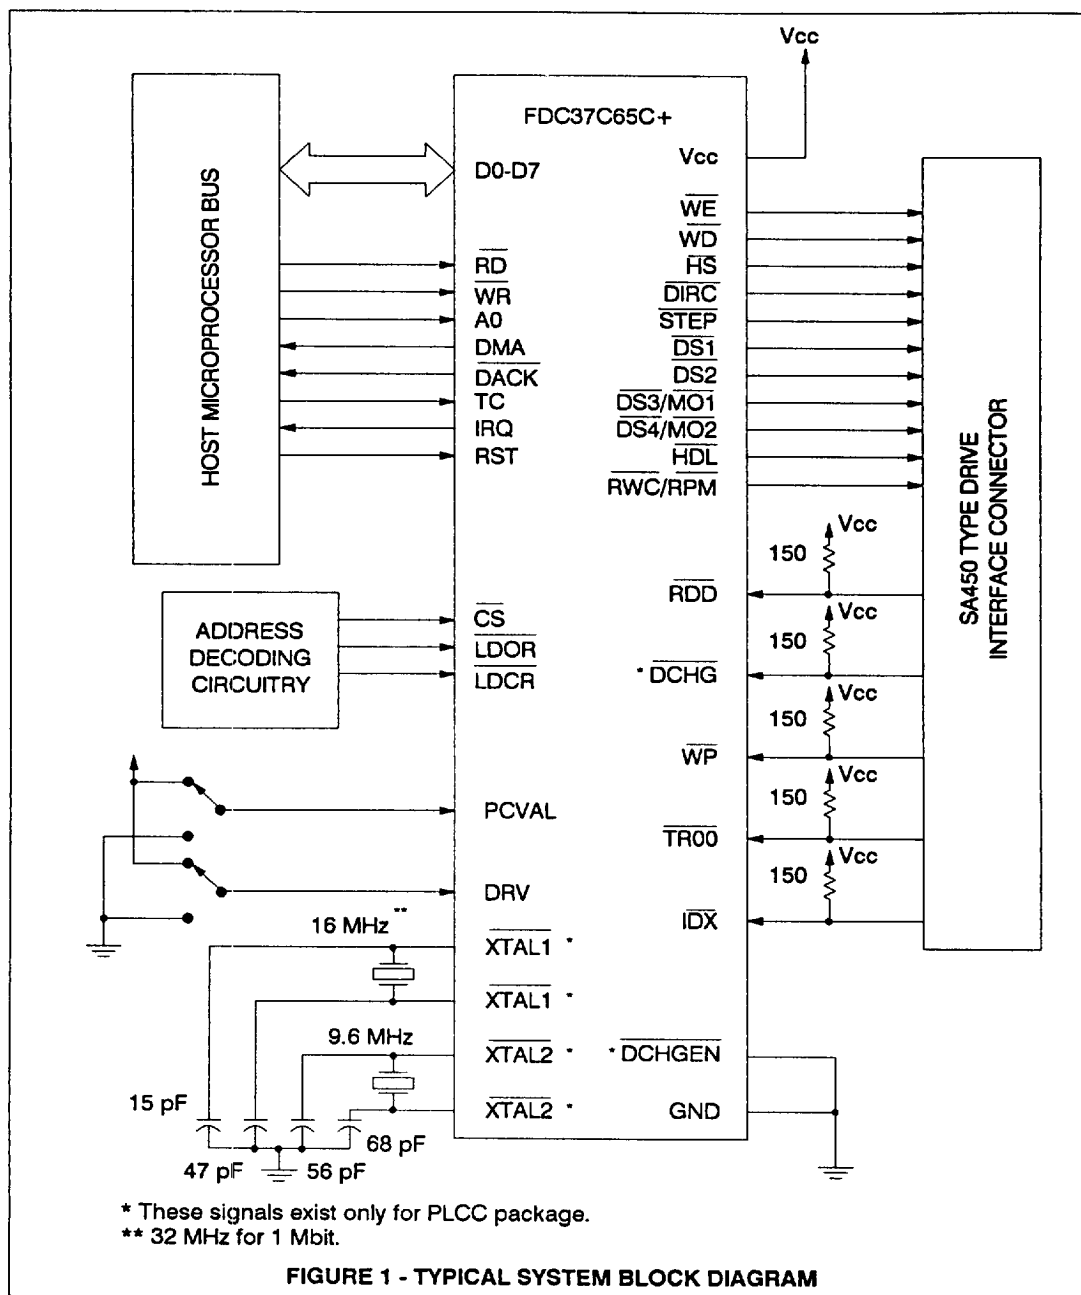 Vcc
FDC37C65C+
Vcc
HOST MICROPROCESSOR BUS
D0-D7
RD
WR
A0
DMA
DACK
TC
IRQ
RST
WE
WD
HS
DIRC
STEP
DS1
DS2
DS3/MO1
DS4/MO2
HDL
RWC/RPM
SA450 TYPE DRIVE
INTERFACE CONNECTOR
Vcc
150
RDD
Vcc
150
* DCHG
Vcc
150
WP
Vcc
150
TR00
Vcc
150
IDX
ADDRESS
DECODING
CIRCUITRY
CS
LDOR
LDCR
PCVAL
DRV
16 MHz **
XTAL1 *
XTAL1 *
9.6 MHz
XTAL2 *
XTAL2 *
* DCHGEN
GND
15 pF
47 pF
56 pF
68 pF
* These signals exist only for PLCC package.
** 32 MHz for 1 Mbit.
FIGURE 1 - TYPICAL SYSTEM BLOCK DIAGRAM